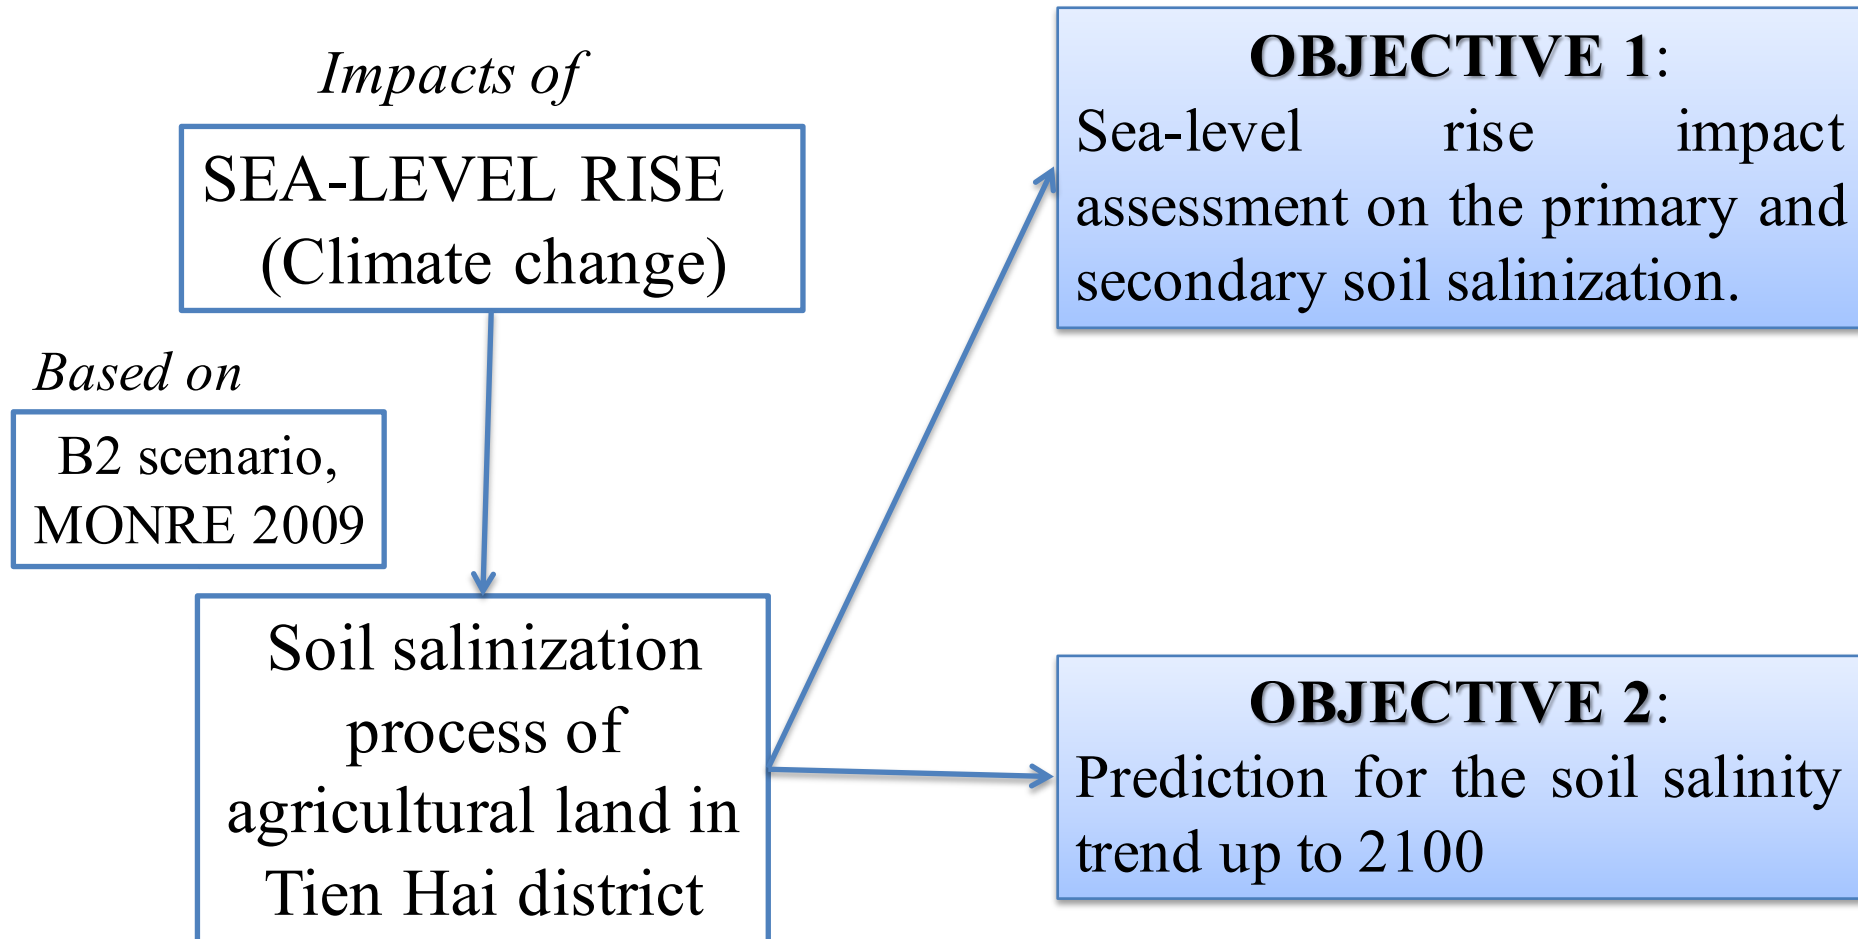 Impacts of
SEA-LEVEL RISE
(Climate change)
Based on
B2 scenario,
MONRE 2009
Soil salinization
process of
agricultural land in
Tien Hai district
OBJECTIVE 1:
Sea-level rise impact
assessment on the primary and
secondary soil salinization.
OBJECTIVE 2:
Prediction for the soil salinity
trend up to 2100